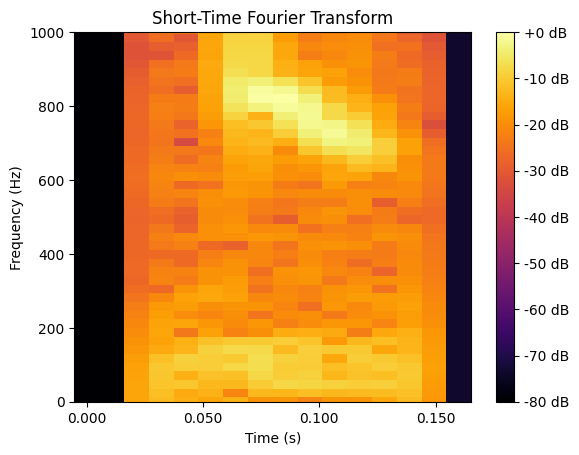 Short-Time Fourier Transform
1000
800
600
400
200
0
Frequency (Hz)
0.000
0.050
0.100
0.150
Time (s)
+0 dB
-10 dB
-20 dB
-30 dB
-40 dB
-50 dB
-60 dB
-70 dB
-80 dB